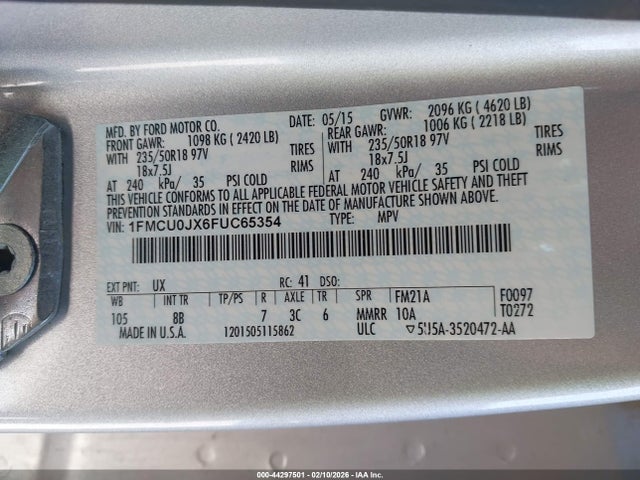 MFD. BY FORD MOTOR CO. DATE: 05/15 GVWR: 2096 KG ( 4620 LB)
FRONT GAWR: 1098 KG ( 2420 LB) REAR GAWR: 1006 KG ( 2218 LB)
WITH 235/50R18 97V TIRES WITH 235/50R18 97V TIRES
18x7.5J RIMS 18x7.5J RIMS
AT 240 kPa/ 35 PSI COLD AT 240 kPa/ 35 PSI COLD
THIS VEHICLE CONFORMS TO ALL APPLICABLE FEDERAL MOTOR VEHICLE SAFETY AND THEFT
PREVENTION STANDARDS IN EFFECT ON THE DATE OF MANUFACTURE SHOWN ABOVE.
VIN: 1FMCU0JX6FUC65354 TYPE: MPV
EXT PNT: UX RC: 41 DSO:
WB INT TR TP/PS R AXLE TR SPR FM21A F0097
105 8B 7 3C 6 MMRR 10A T0272
MADE IN U.S.A. 1201505115862 ULC ▽5U5A-3520472-AA
000-44297501 - 02/10/2026 - IAA Corp.